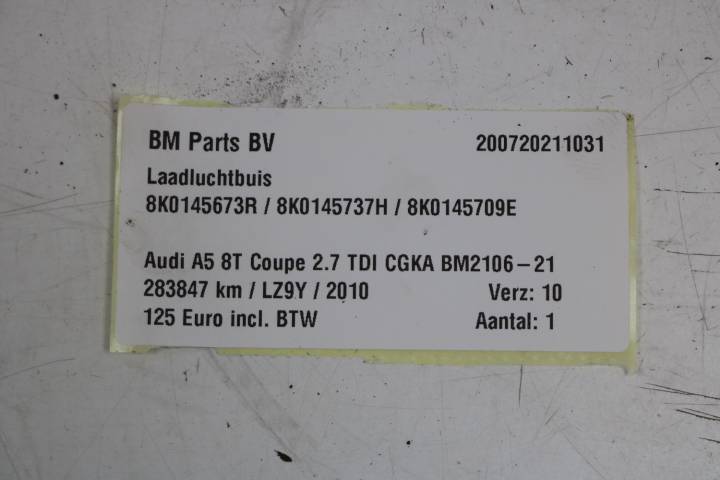 BM Parts BV 200720211031
Laadluchtbuis
8K0145673R / 8K0145737H / 8K0145709E
Audi A5 8T Coupe 2.7 TDI CGKA BM2106-21
283847 km / LZ9Y / 2010 Verz: 10
125 Euro incl. BTW Aantal: 1